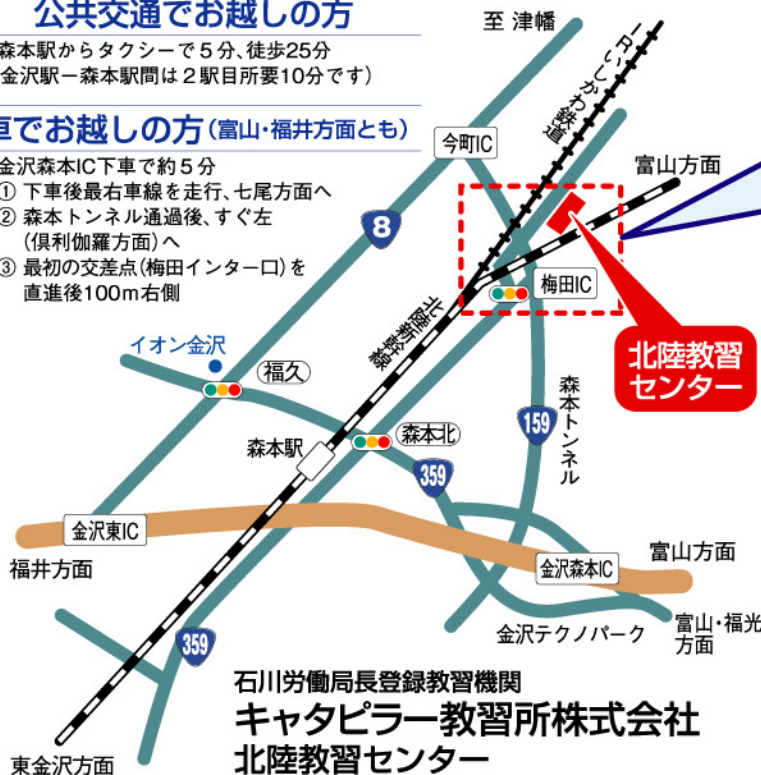 公共交通でお越しの方
森本駅からタクシーで5分、徒歩25分
金沢駅ー森本駅間は2駅目所要10分です）
車でお越しの方（富山・福井方面とも）
金沢森本IC下車で約5分
① 下車後最右車線を走行、七尾方面へ
② 森本トンネル通過後、すぐ左
（倶利伽羅方面）へ
③ 最初の交差点（梅田インター口）を
直進後100m右側
至 津幡
IRいしかわ鉄道
今町IC
富山方面
8
梅田IC
北陸新幹線
北陸教習
センター
イオン金沢
福久
森本トンネル
159
森本駅
森本北
359
金沢東IC
福井方面
金沢森本IC
富山方面
金沢テクノパーク
富山・福光
方面
359
東金沢方面
石川労働局長登録教習機関
キャタピラー教習所株式会社
北陸教習センター